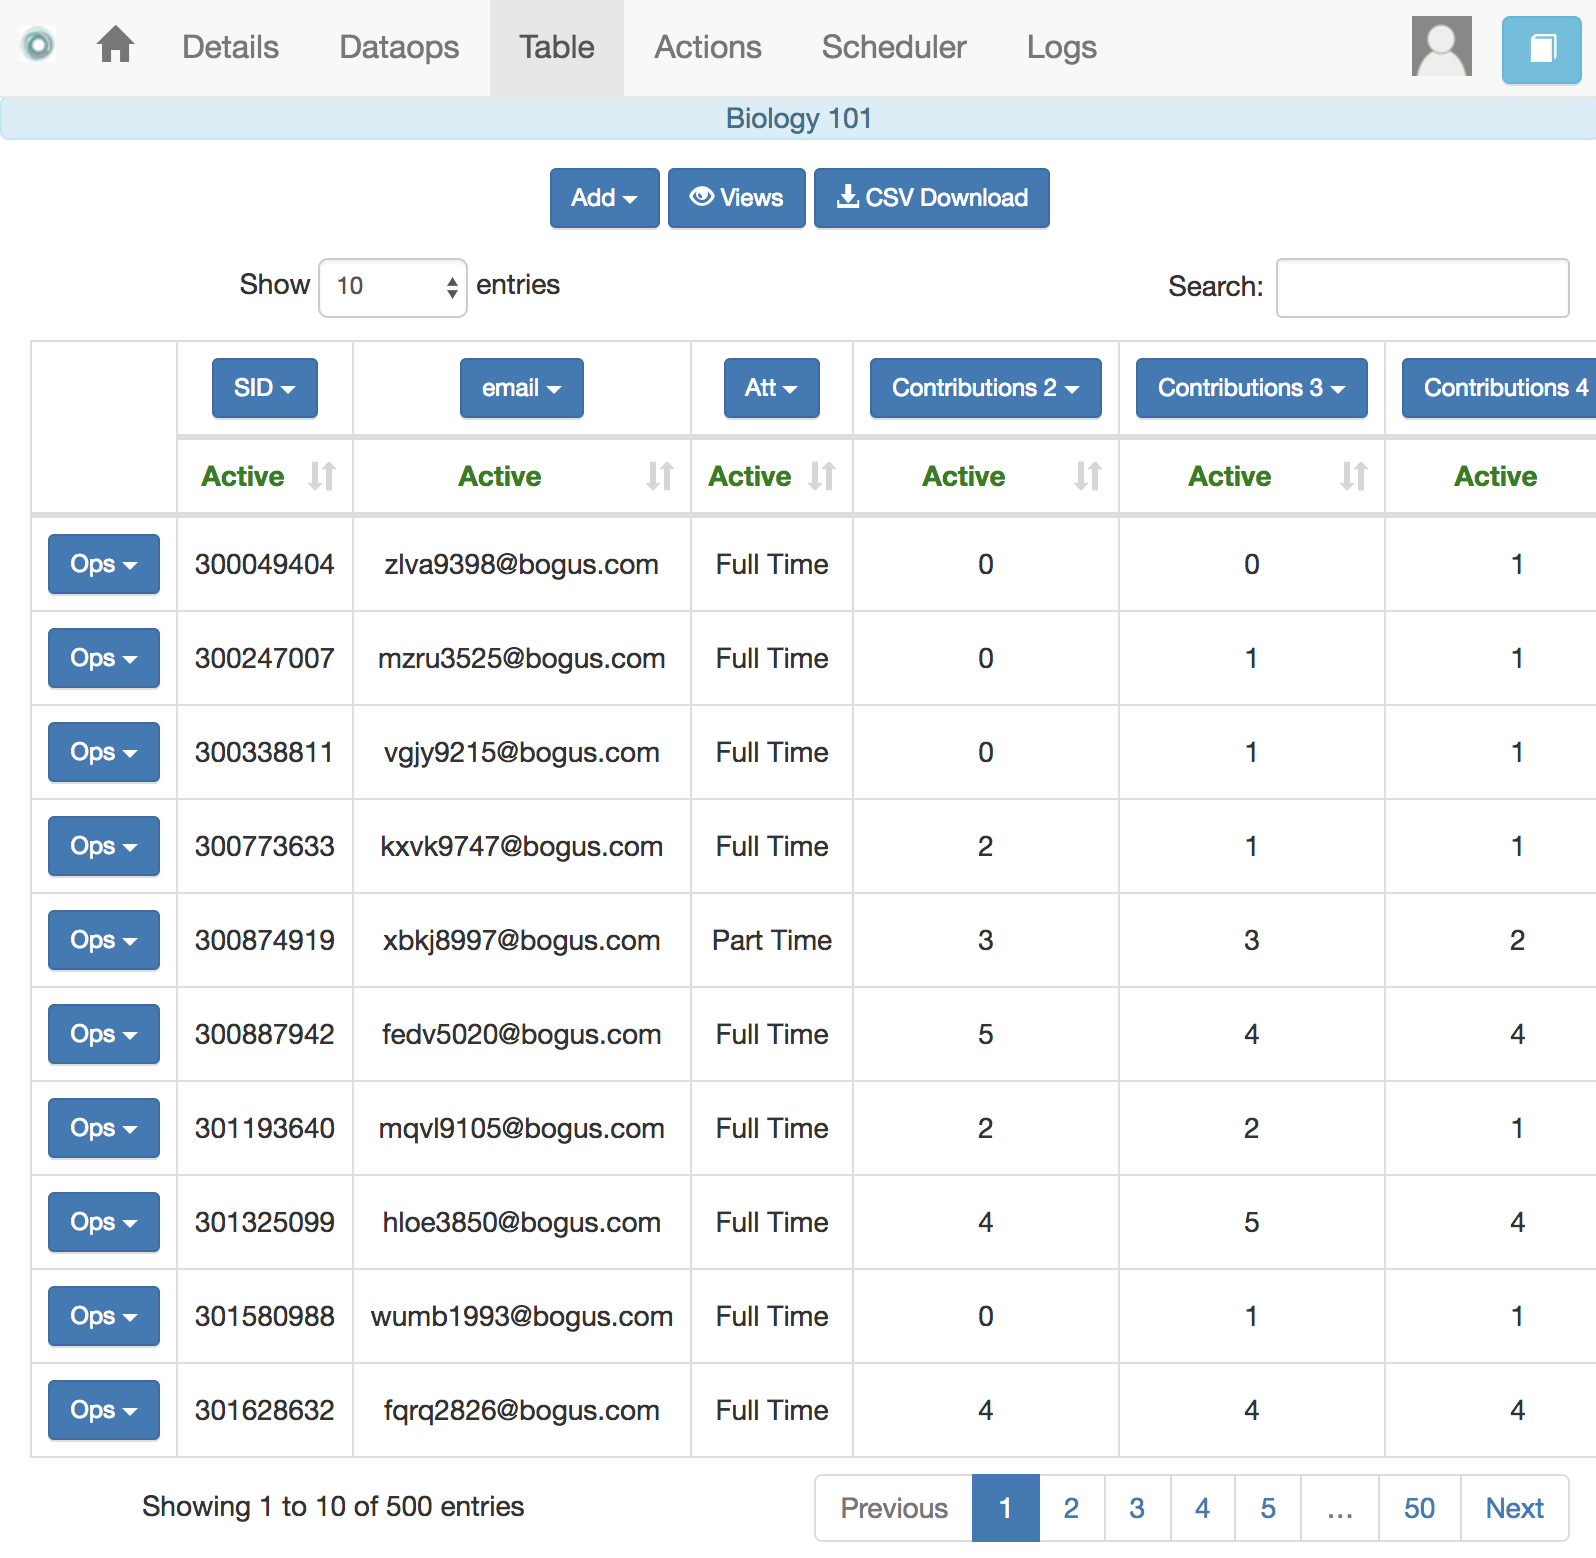 Details Dataops Table Actions Scheduler Logs
Biology 101
Add Views CSV Download
Show 10 entries Search:
SID email Att Contributions 2 Contributions 3 Contributions 4
Active Active Active Active Active Active
Ops 300049404 zlva9398@bogus.com Full Time 0 0 1
Ops 300247007 mzru3525@bogus.com Full Time 0 1 1
Ops 300338811 vgjy9215@bogus.com Full Time 0 1 1
Ops 300773633 kxvk9747@bogus.com Full Time 2 1 1
Ops 300874919 xbkj8997@bogus.com Part Time 3 3 2
Ops 300887942 fedv5020@bogus.com Full Time 5 4 4
Ops 301193640 mqvl9105@bogus.com Full Time 2 2 1
Ops 301325099 hloe3850@bogus.com Full Time 4 5 4
Ops 301580988 wumb1993@bogus.com Full Time 0 1 1
Ops 301628632 fqrq2826@bogus.com Full Time 4 4 4
Showing 1 to 10 of 500 entries Previous 1 2 3 4 5 … 50 Next